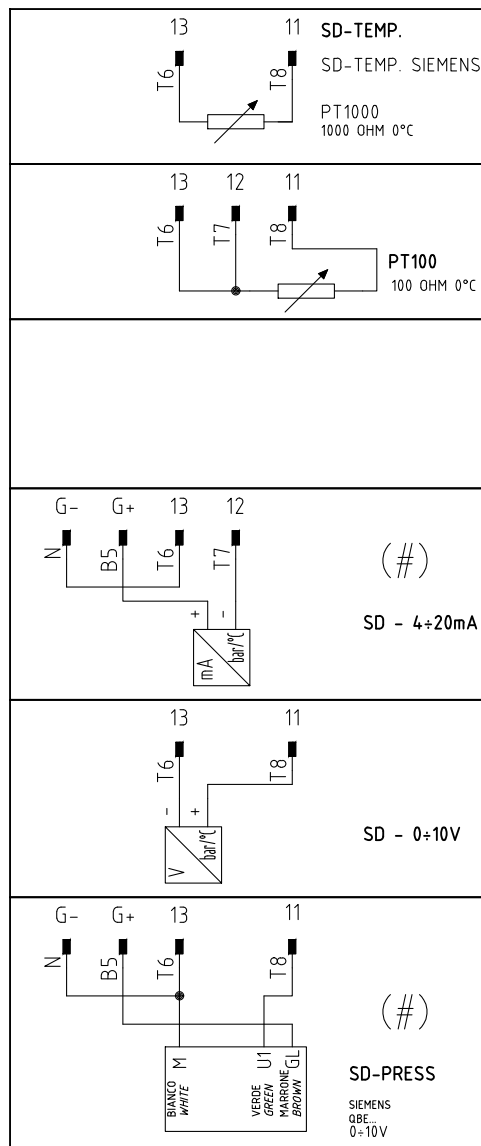 13 11 SD-TEMP.
T6 T8 SD-TEMP. SIEMENS
PT1000
1000 OHM 0°C
13 12 11
T6 T7 T8
PT100
100 OHM 0°C
G- G+ 13 12
N B5 T6 T7
(#)
+ -
SD - 4÷20mA
mA bar/°C
13 11
T6 T8
- +
SD - 0÷10V
V bar/°C
G- G+ 13 11
N B5 T6 T8
(#)
M U1 GL
BIANCO
WHITE
VERDE
GREEN
MARRONE
BROWN
SD-PRESS
SIEMENS
QBE...
0÷10V